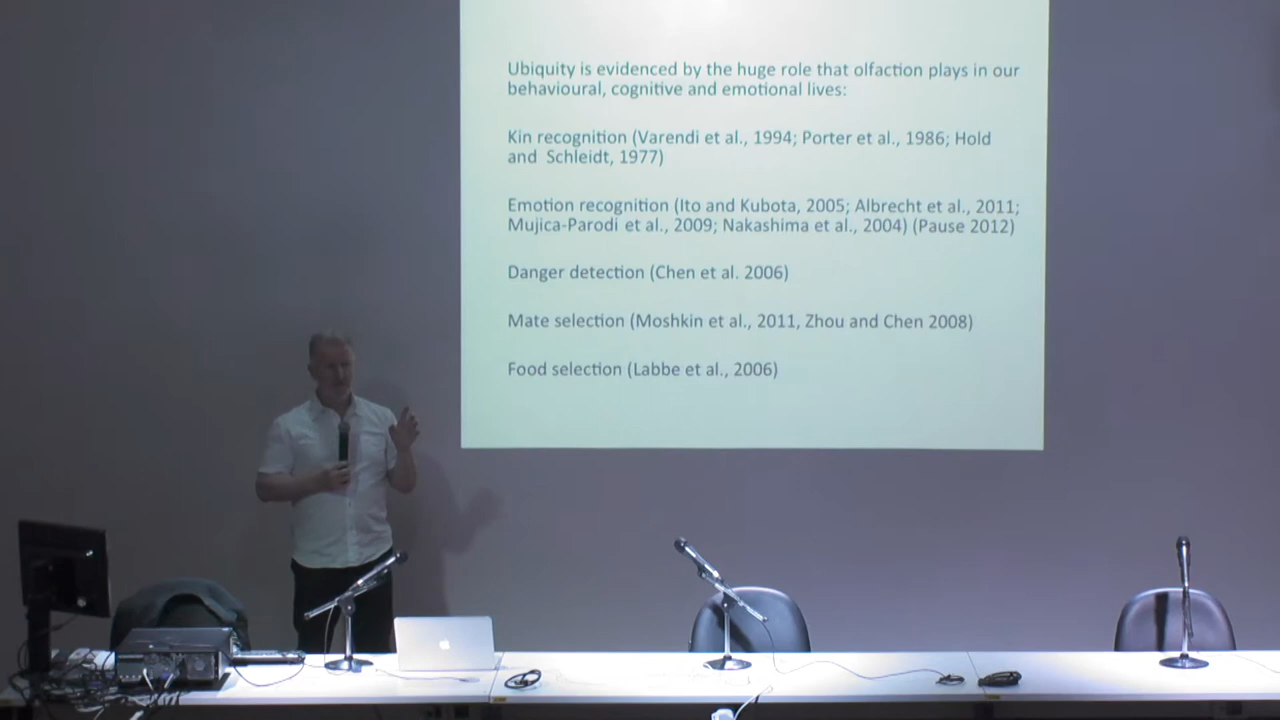 Ubiquity is evidenced by the huge role that olfaction plays in our
behavioural, cognitive and emotional lives:
Kin recognition (Varendi et al., 1994; Porter et al., 1986; Hold
and Schleidt, 1977)
Emotion recognition (Ito and Kubota, 2005; Albrecht et al., 2011;
Mujica-Parodi et al., 2009; Nakashima et al., 2004) (Pause 2012)
Danger detection (Chen et al. 2006)
Mate selection (Moshkin et al., 2011, Zhou and Chen 2008)
Food selection (Labbe et al., 2006)